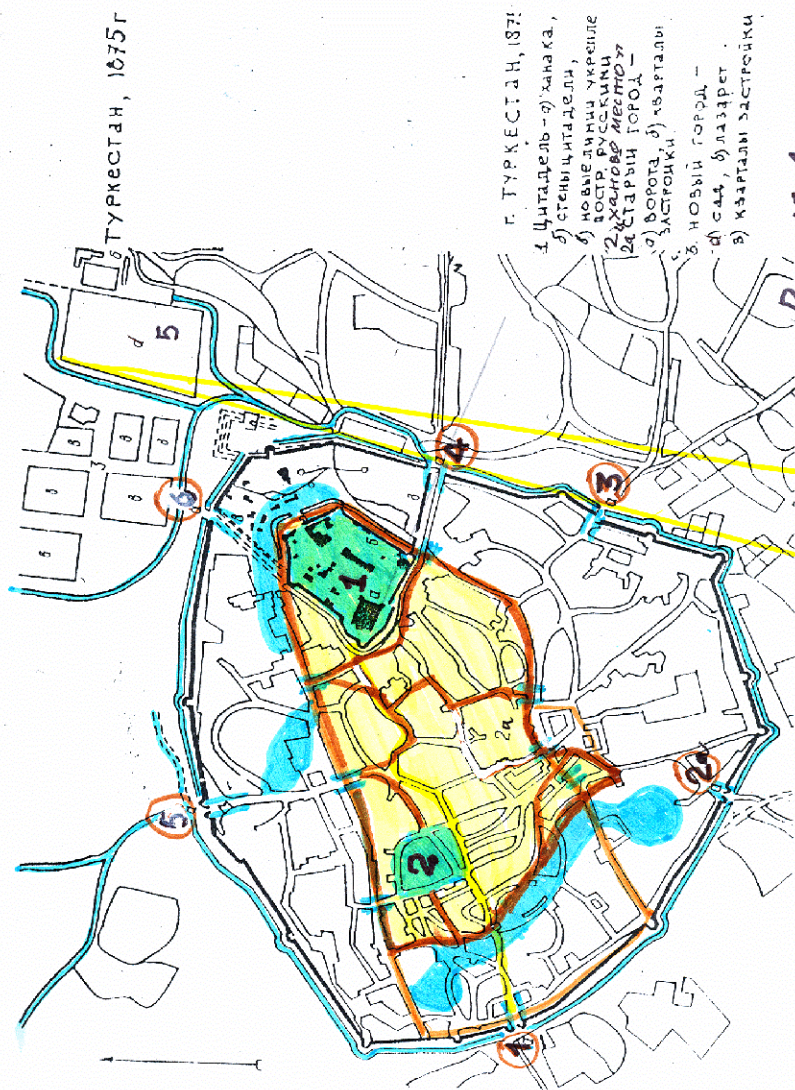 Туркестан, 1875г
г. ТУРКЕСТАН, 187
1 Цитадель - а) ханака,
б) стены цитадели,
в) новые линии укрепле
востр. русскими
2 «ханово место»
2а СТАРЫЙ ГОРОД -
а) ворота, б) кварталы
застройки
3. НОВЫЙ ГОРОД -
а) сад, б) лазарет.
в) кварталы застройки
б
5
в
в
в
3
в
в
6
4
3
1
5
2а
2
2
1